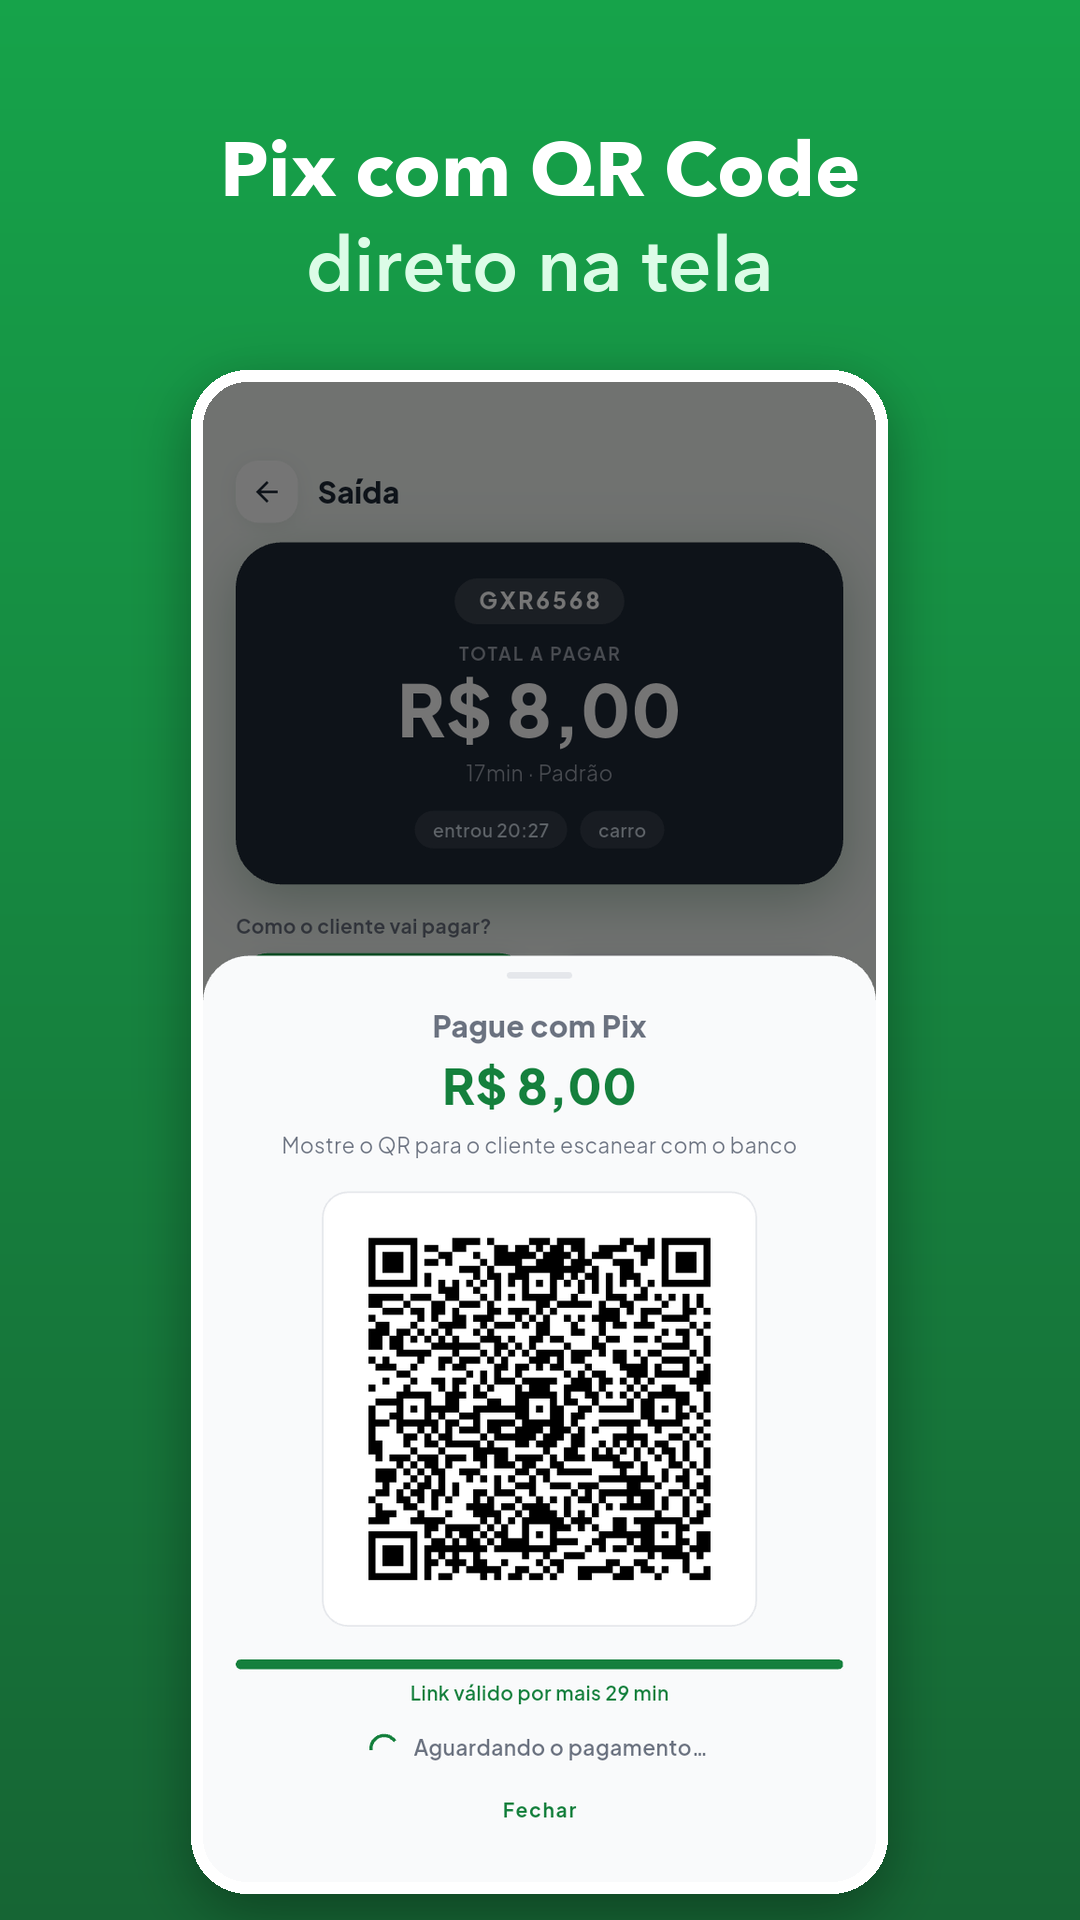 Pix com QR Code
direto na tela
Saída
GXR6568
TOTAL A PAGAR
R$ 8,00
17min · Padrão
entrou 20:27
carro
Como o cliente vai pagar?
Pague com Pix
R$ 8,00
Mostre o QR para o cliente escanear com o banco
Link válido por mais 29 min
Aguardando o pagamento…
Fechar